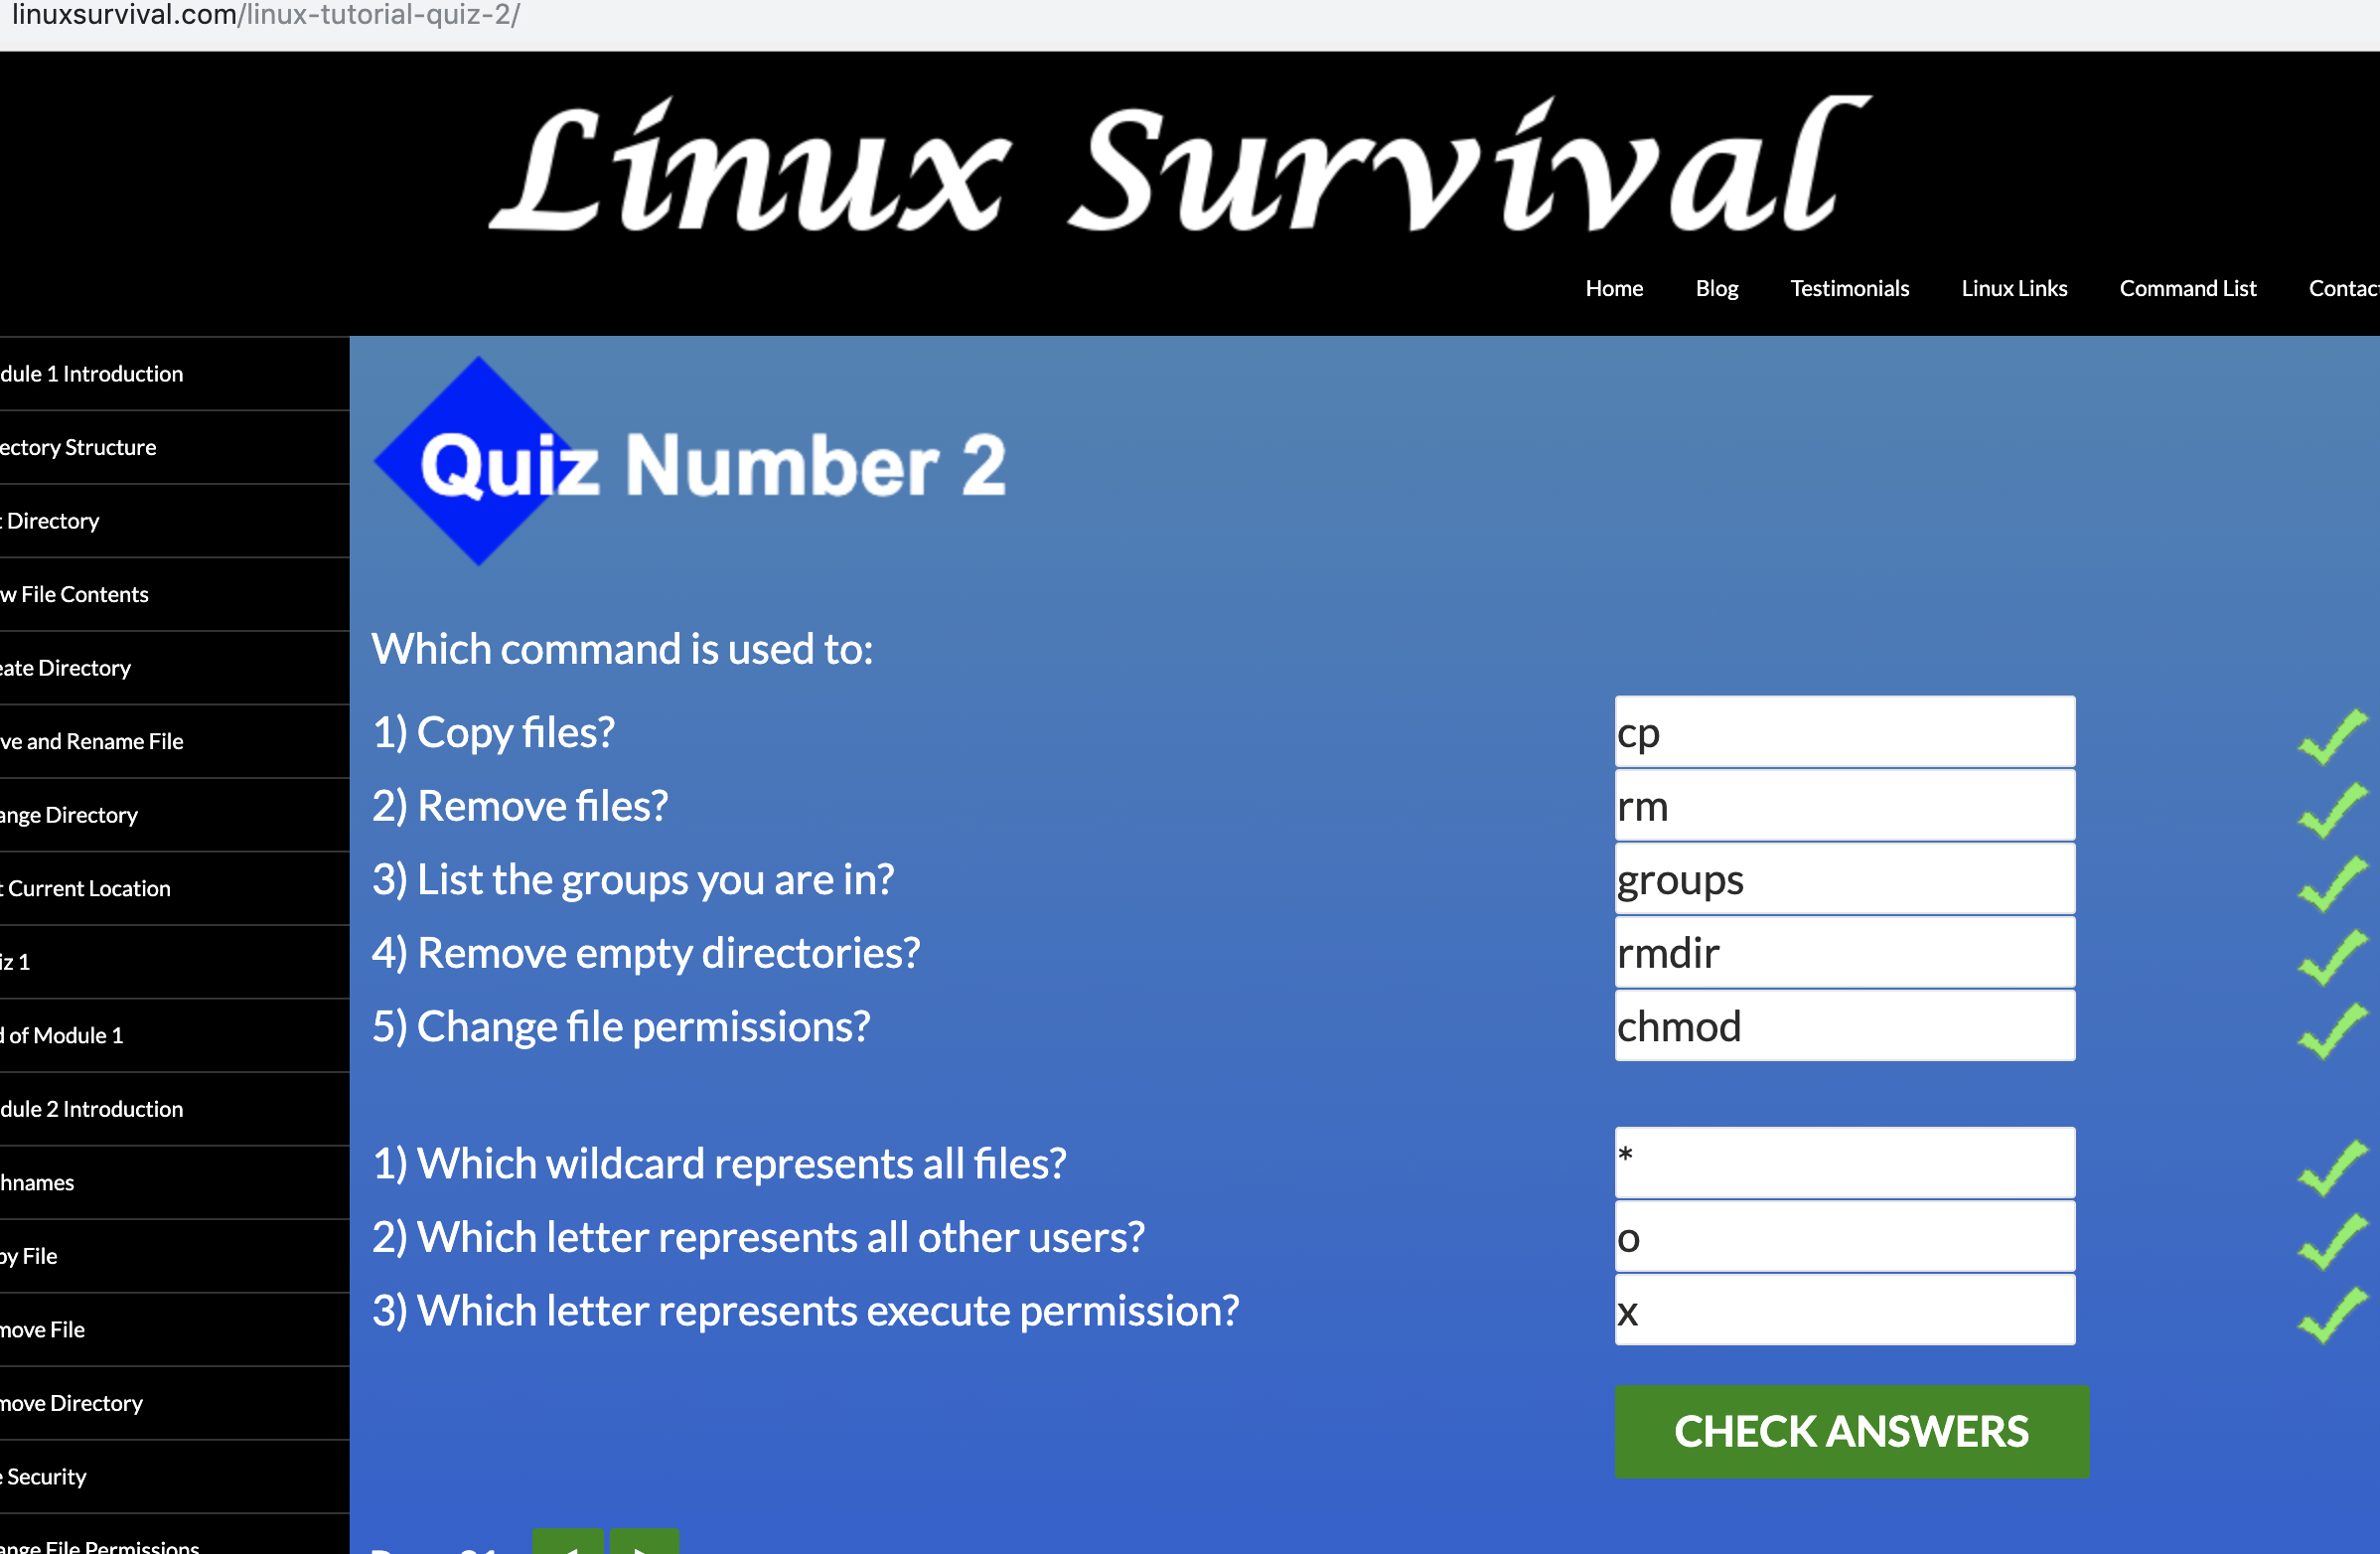 linuxsurvival.com/linux-tutorial-quiz-2/
Linux Survival
Home Blog Testimonials Linux Links Command List Contac
dule 1 Introduction
ectory Structure
t Directory
w File Contents
eate Directory
ve and Rename File
ange Directory
t Current Location
iz 1
d of Module 1
dule 2 Introduction
hnames
py File
move File
move Directory
e Security
ange File Permissions
Quiz Number 2
Which command is used to:
1) Copy files? cp
2) Remove files? rm
3) List the groups you are in? groups
4) Remove empty directories? rmdir
5) Change file permissions? chmod
1) Which wildcard represents all files? *
2) Which letter represents all other users? o
3) Which letter represents execute permission? x
CHECK ANSWERS